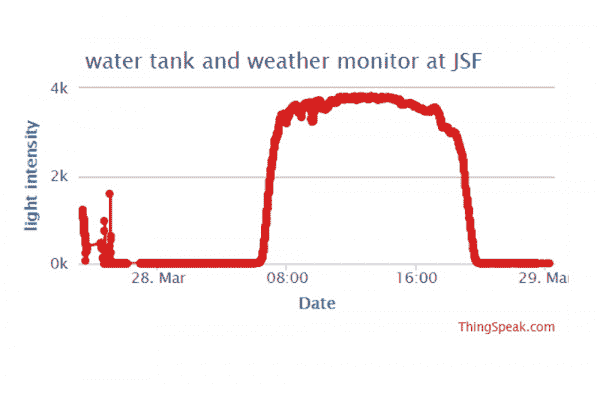 water tank and weather monitor at JSF
4k
2k
0k
light intensity
28. Mar
08:00
16:00
29. Mar
Date
ThingSpeak.com